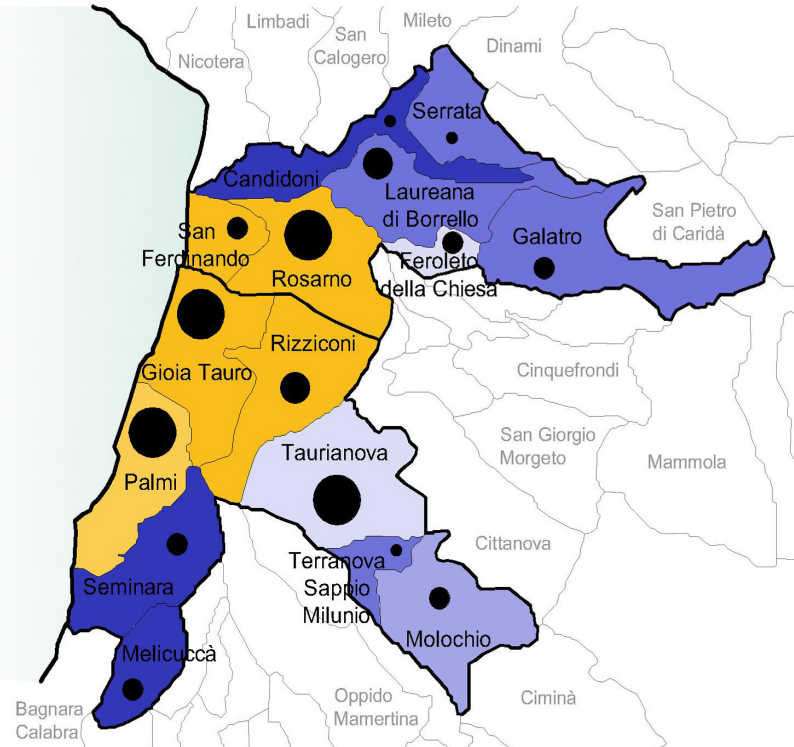 Limbadi
Mileto
San
Calogero
Dinami
Nicotera
Serrata
Candidoni
Laureana
di Borrello
San Pietro
di Caridà
San
Ferdinando
Galatro
Rosarno
Feroleto
della Chiesa
Rizziconi
Gioia Tauro
Cinquefrondi
San Giorgio
Morgeto
Taurianova
Mammola
Palmi
Cittanova
Terranova
Sappio
Milunio
Seminara
Molochio
Melicuccà
Oppido
Mamertina
Ciminà
Bagnara
Calabra